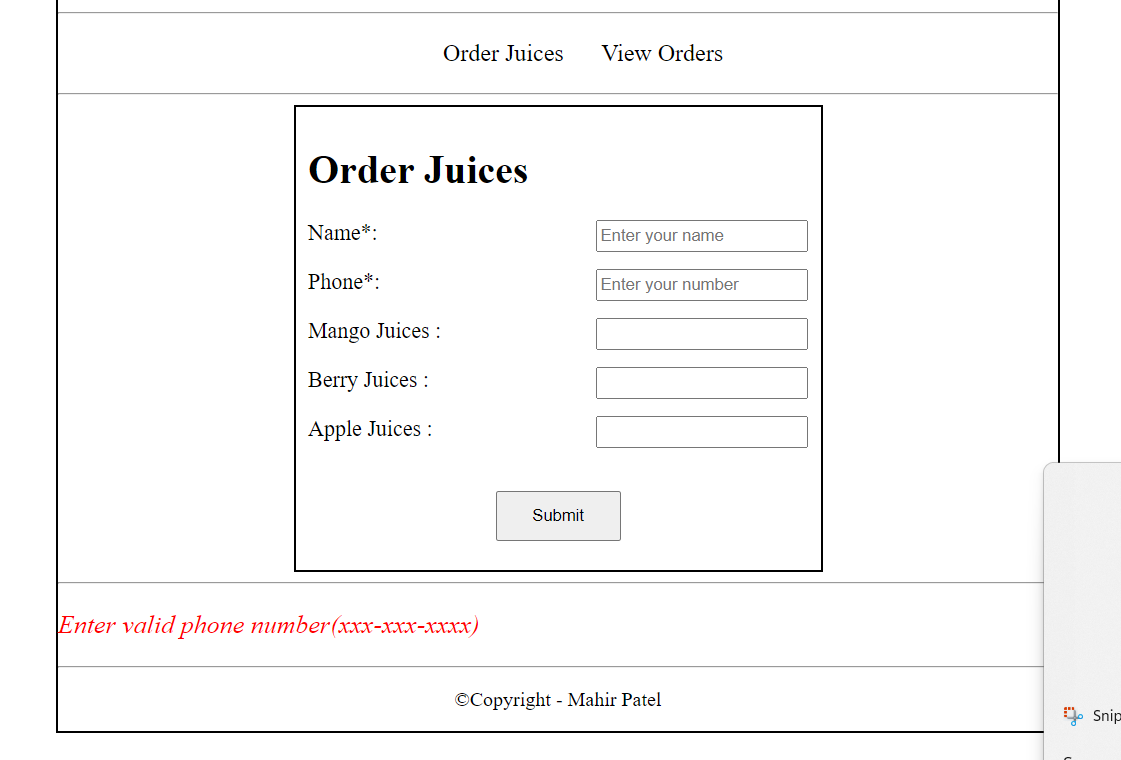 Order Juices View Orders
Order Juices
Name*: Enter your name
Phone*: Enter your number
Mango Juices :
Berry Juices :
Apple Juices :
Submit
Enter valid phone number(xxx-xxx-xxxx)
©Copyright - Mahir Patel
Snip